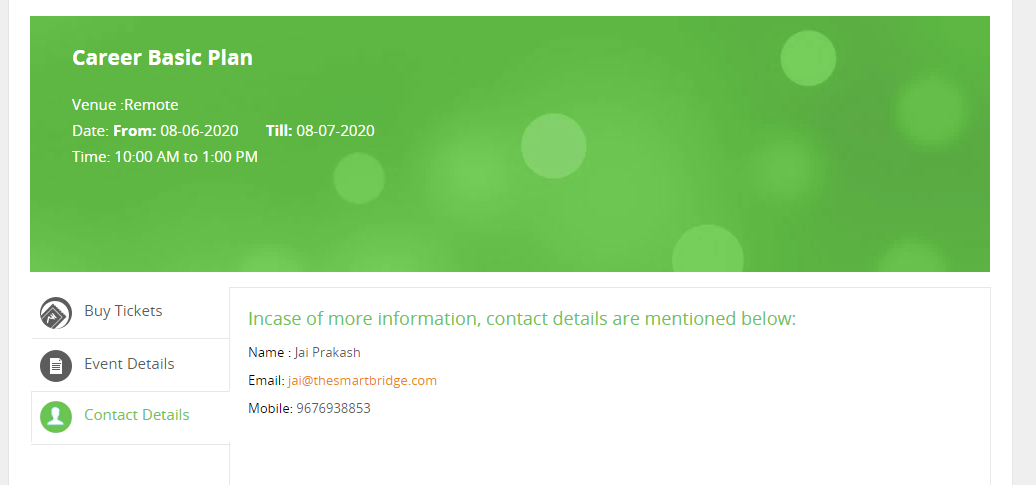 Career Basic Plan
Venue :Remote
Date: From: 08-06-2020 Till: 08-07-2020
Time: 10:00 AM to 1:00 PM
Buy Tickets
Event Details
Contact Details
Incase of more information, contact details are mentioned below:
Name : Jai Prakash
Email: jai@thesmartbridge.com
Mobile: 9676938853